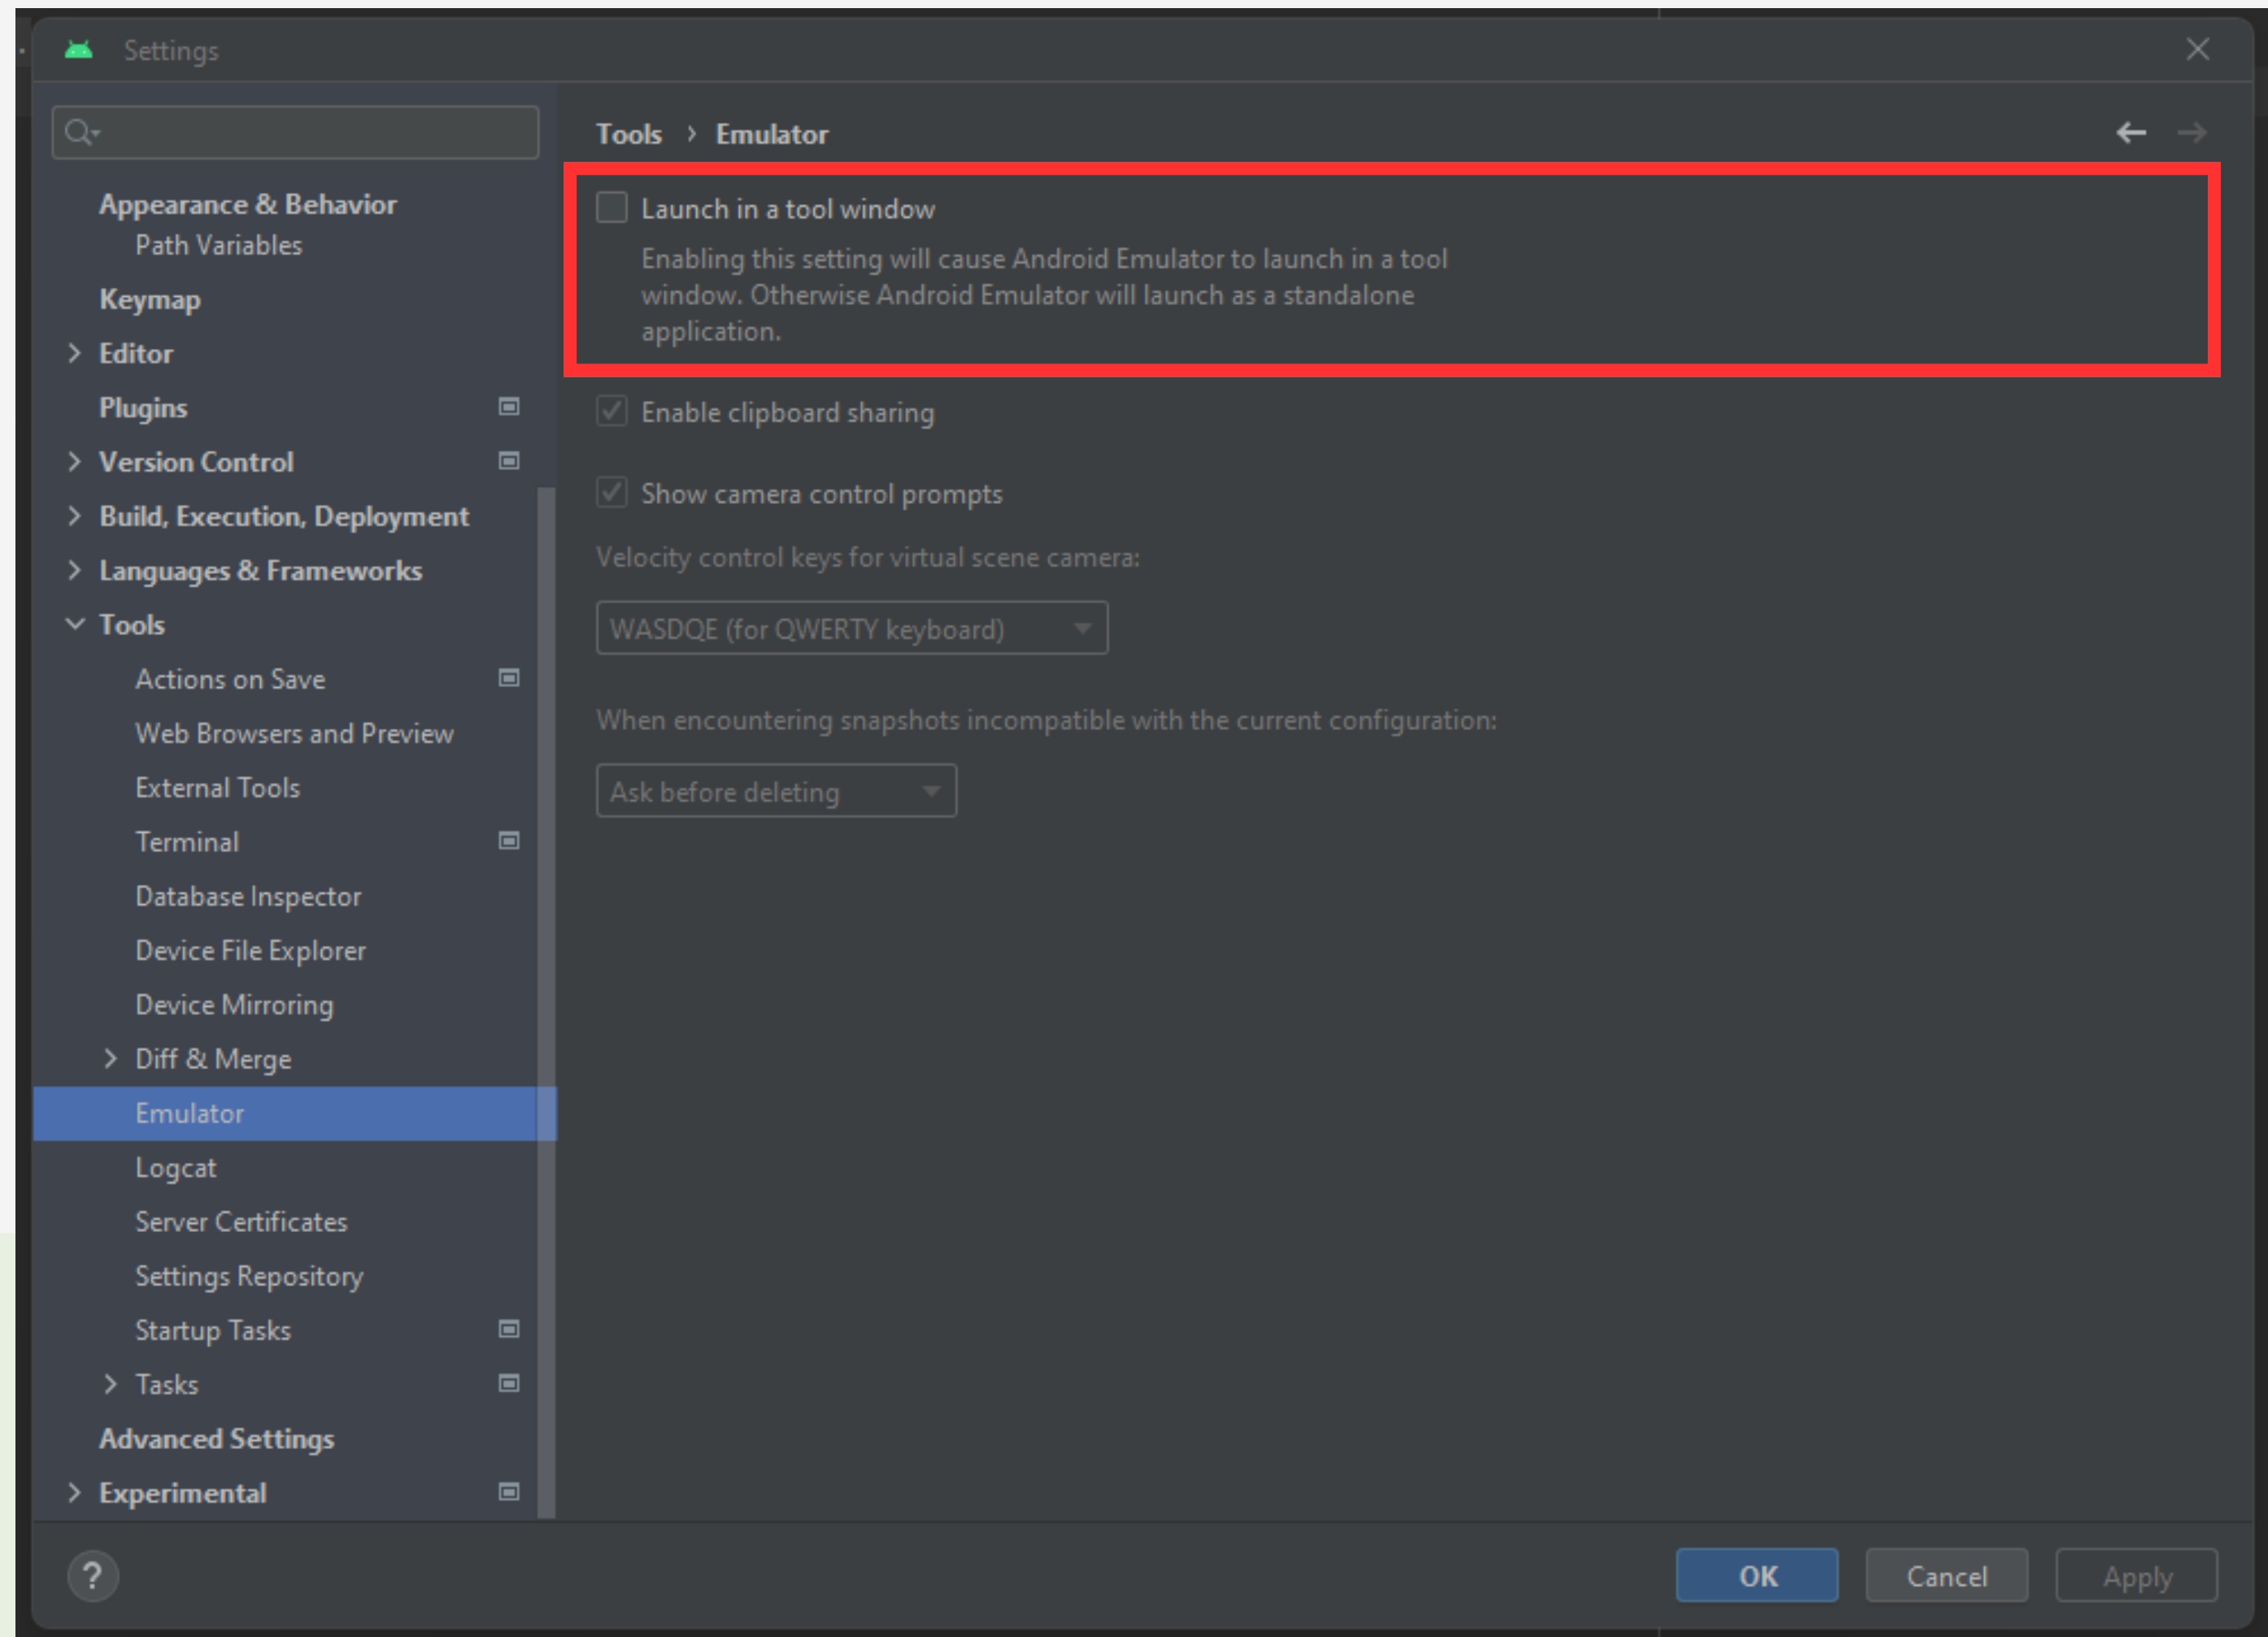 Settings
Appearance & Behavior
Path Variables
Keymap
Editor
Plugins
Version Control
Build, Execution, Deployment
Languages & Frameworks
Tools
Actions on Save
Web Browsers and Preview
External Tools
Terminal
Database Inspector
Device File Explorer
Device Mirroring
Diff & Merge
Emulator
Logcat
Server Certificates
Settings Repository
Startup Tasks
Tasks
Advanced Settings
Experimental
Tools › Emulator
Launch in a tool window
Enabling this setting will cause Android Emulator to launch in a tool
window. Otherwise Android Emulator will launch as a standalone
application.
Enable clipboard sharing
Show camera control prompts
Velocity control keys for virtual scene camera:
WASDQE (for QWERTY keyboard)
When encountering snapshots incompatible with the current configuration:
Ask before deleting
?
OK
Cancel
Apply